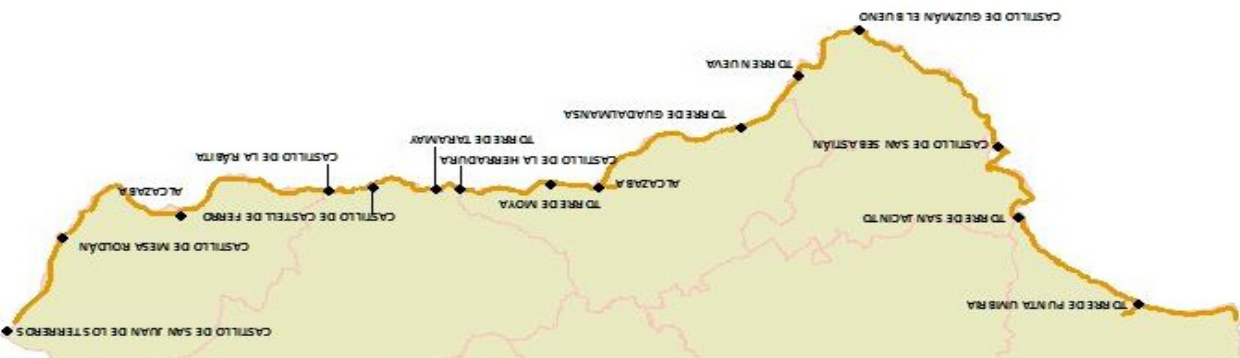 CASTILLO DE SAN JUAN DE LOS TERREROS
TORRE DE PUNTA UMBRIA
CASTILLO DE MESA ROLDÁN
TORRE DE SAN JACINTO
CASTILLO DE CASTELL DE FERRO
TORRE DE MOYA
ALCAZABA
ALCAZABA
CASTILLO DE LA HERRADURA
CASTILLO DE LA RÁBITA
CASTILLO DE SAN SEBASTIÁN
TORRE DE TARAMAY
TORRE DE GUADALMANSA
TORRENUEVA
CASTILLO DE GUZMÁN EL BUENO